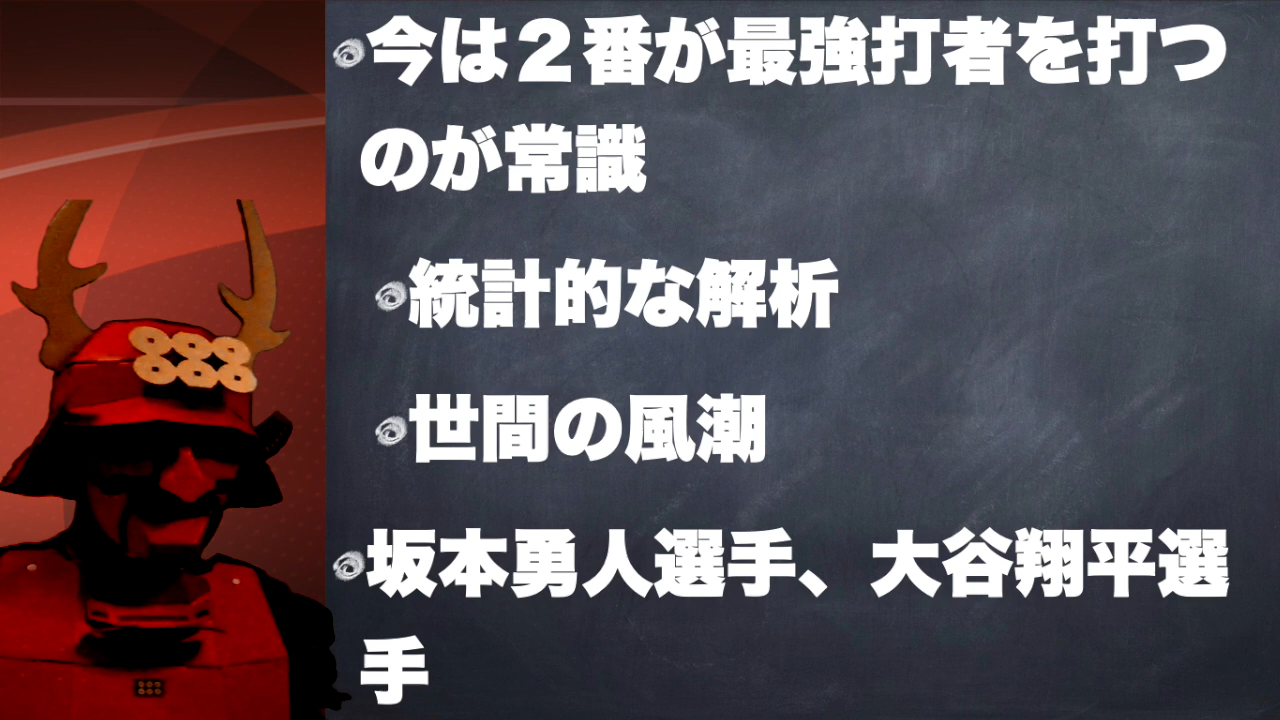 今は２番が最強打者を打つ
のが常識
統計的な解析
世間の風潮
坂本勇人選手、大谷翔平選
手